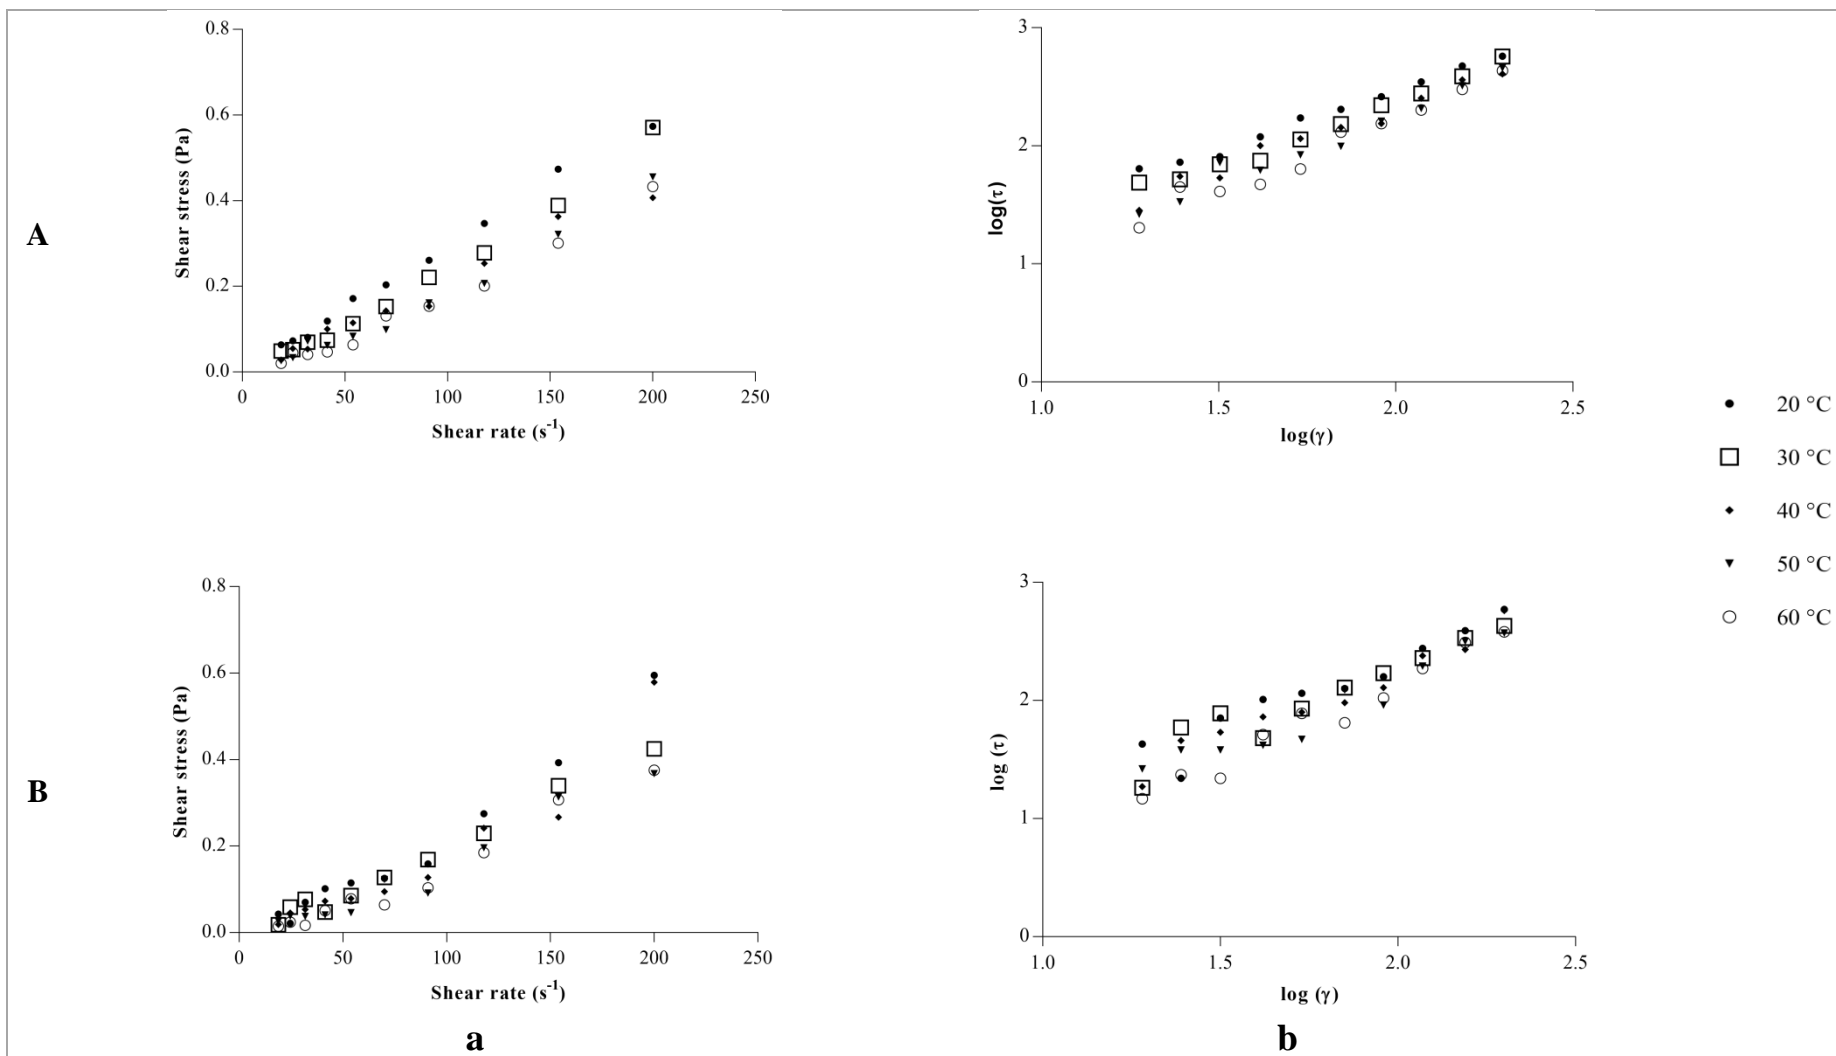 A
0.8
0.6
0.4
0.2
0.0
Shear stress (Pa)
0 50 100 150 200 250
Shear rate (s-1)
3
2
1
0
log(τ)
1.0 1.5 2.0 2.5
log(γ)
20 °C
30 °C
40 °C
50 °C
60 °C
B
0.8
0.6
0.4
0.2
0.0
Shear stress (Pa)
0 50 100 150 200 250
Shear rate (s-1)
3
2
1
0
log (τ)
1.0 1.5 2.0 2.5
log (γ)
a b